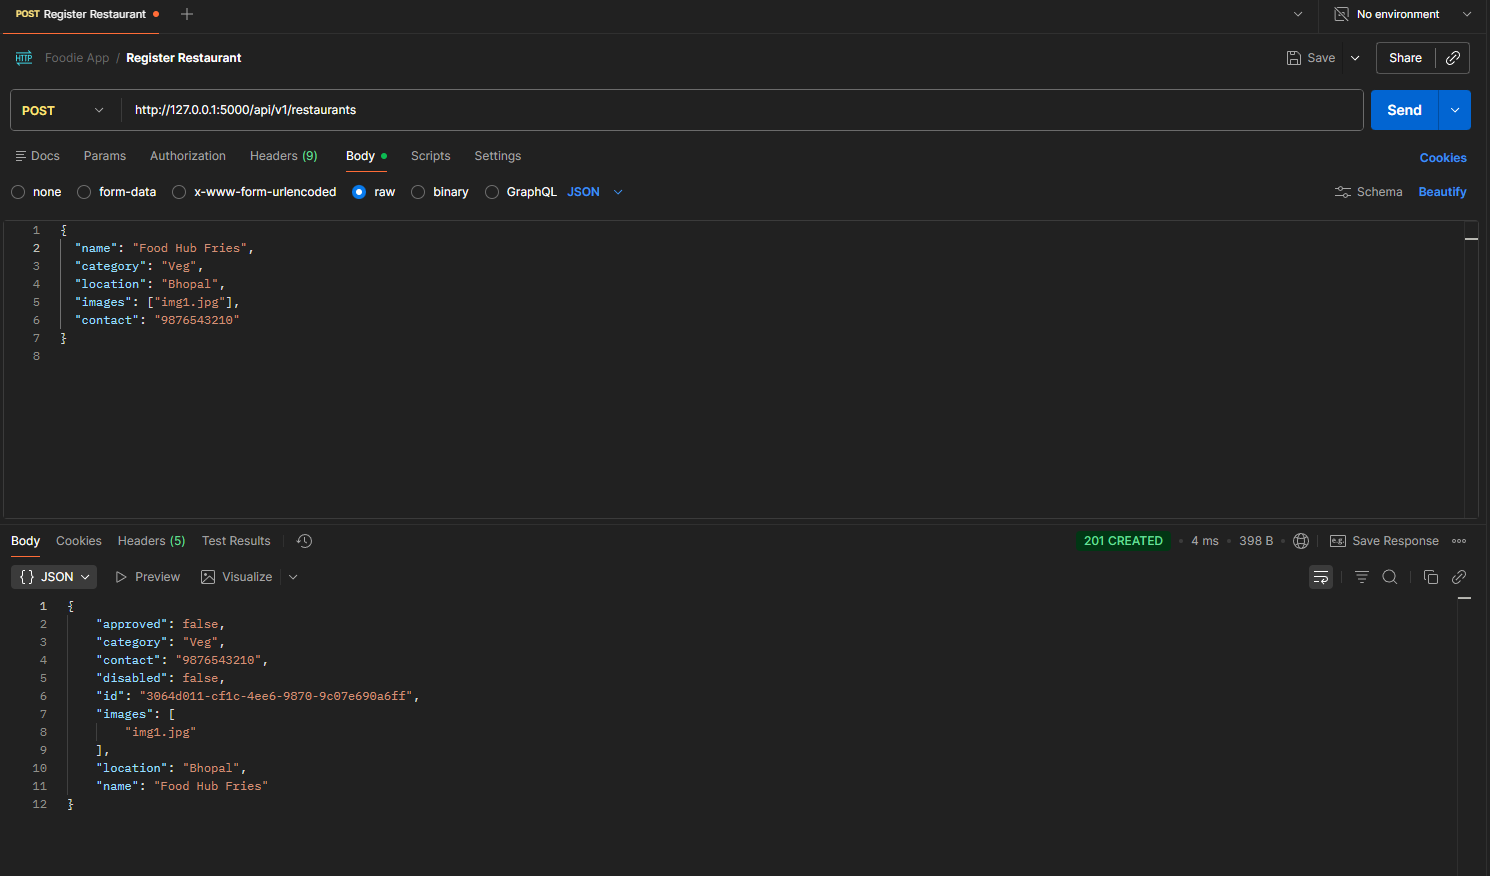 POST Register Restaurant
No environment
HTTP Foodie App / Register Restaurant
Save Share
POST http://127.0.0.1:5000/api/v1/restaurants Send
Docs Params Authorization Headers (9) Body Scripts Settings Cookies
none form-data x-www-form-urlencoded raw binary GraphQL JSON Schema Beautify
1 {
2 "name": "Food Hub Fries",
3 "category": "Veg",
4 "location": "Bhopal",
5 "images": ["img1.jpg"],
6 "contact": "9876543210"
7 }
8
Body Cookies Headers (5) Test Results 201 CREATED • 4 ms • 398 B • e.g. Save Response
{} JSON Preview Visualize
1 {
2 "approved": false,
3 "category": "Veg",
4 "contact": "9876543210",
5 "disabled": false,
6 "id": "3064d011-cf1c-4ee6-9870-9c07e690a6ff",
7 "images": [
8 "img1.jpg"
9 ],
10 "location": "Bhopal",
11 "name": "Food Hub Fries"
12 }